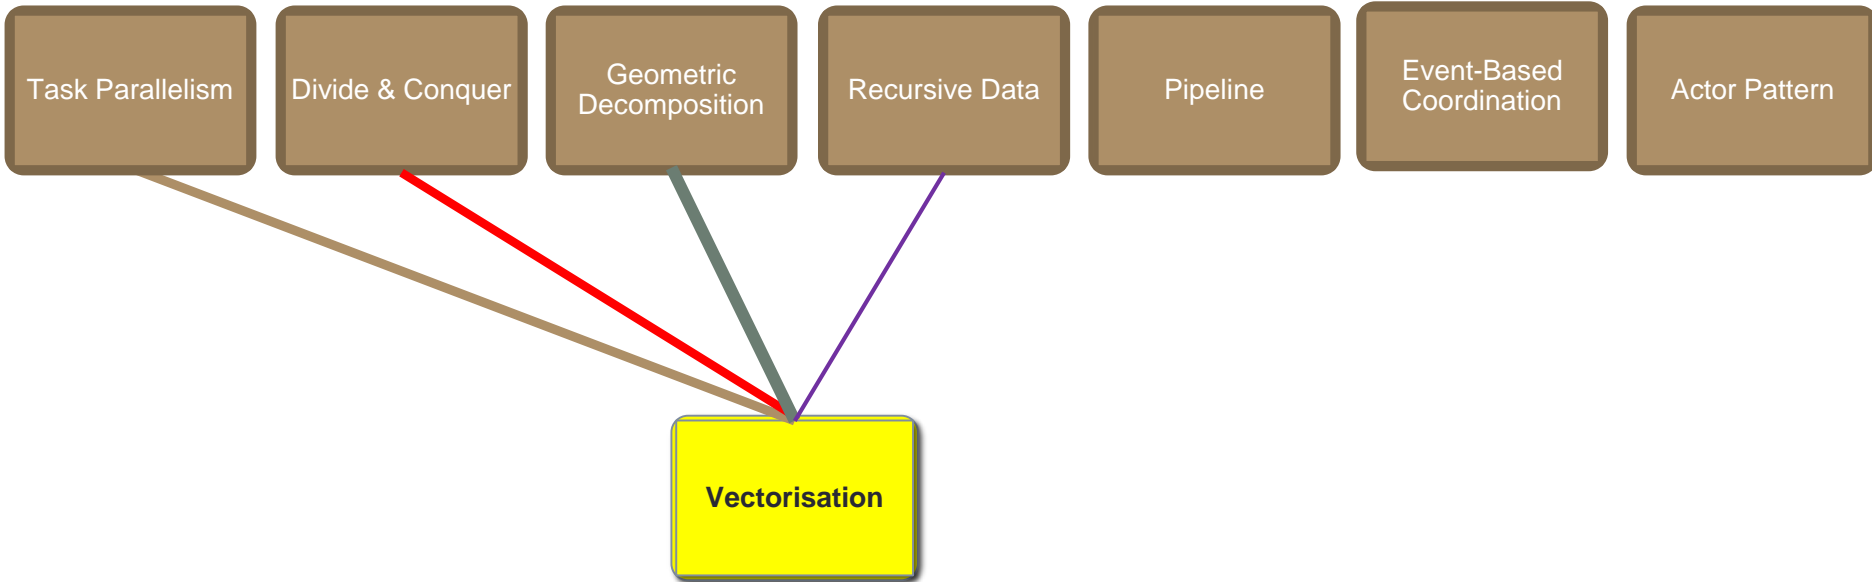 Task Parallelism
Divide & Conquer
Geometric
Decomposition
Recursive Data
Pipeline
Event-Based
Coordination
Actor Pattern
Vectorisation